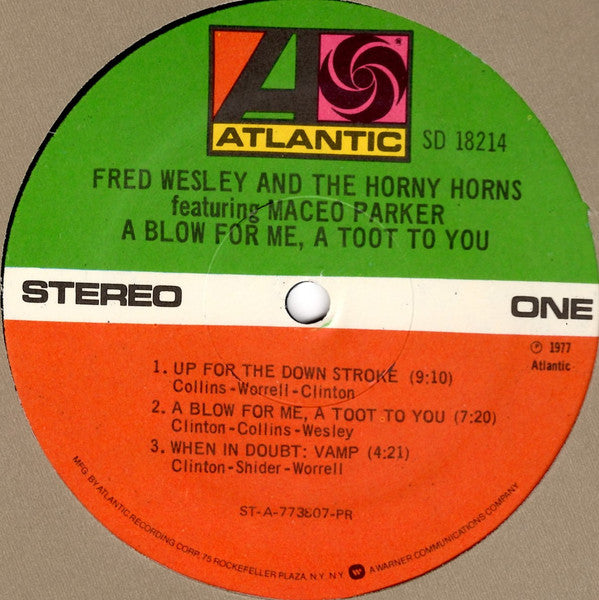 ATLANTIC
SD 18214
FRED WESLEY AND THE HORNY HORNS
featuring MACEO PARKER
A BLOW FOR ME, A TOOT TO YOU
STEREO
ONE
℗ 1977
Atlantic
1. UP FOR THE DOWN STROKE (9:10)
Collins-Worrell-Clinton
2. A BLOW FOR ME, A TOOT TO YOU (7:20)
Clinton-Collins-Wesley
3. WHEN IN DOUBT: VAMP (4:21)
Clinton-Shider-Worrell
ST-A-773807-PR
MFG. BY ATLANTIC RECORDING CORP. 75 ROCKEFELLER PLAZA, N.Y. N.Y. A WARNER COMMUNICATIONS COMPANY